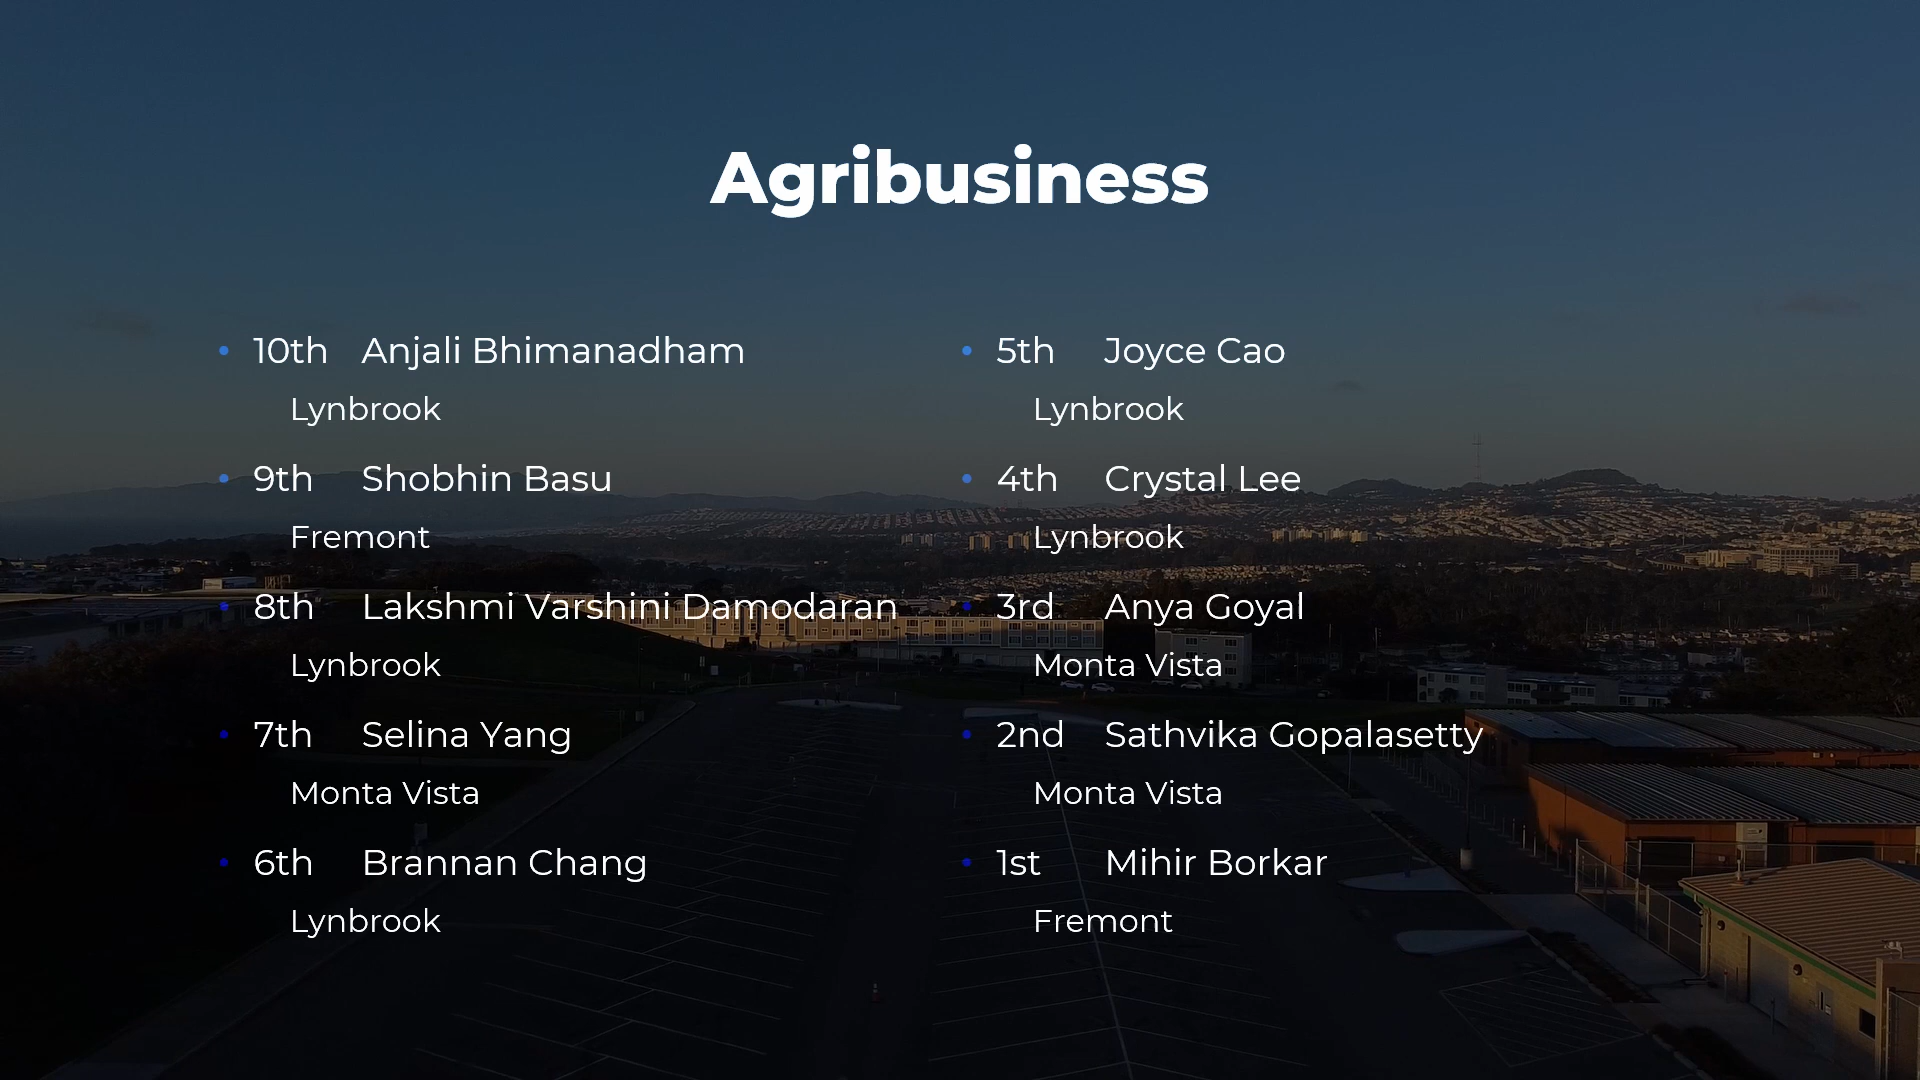 Agribusiness
10th Anjali Bhimanadham
Lynbrook
9th Shobhin Basu
Fremont
8th Lakshmi Varshini Damodaran
Lynbrook
7th Selina Yang
Monta Vista
6th Brannan Chang
Lynbrook
5th Joyce Cao
Lynbrook
4th Crystal Lee
Lynbrook
3rd Anya Goyal
Monta Vista
2nd Sathvika Gopalasetty
Monta Vista
1st Mihir Borkar
Fremont